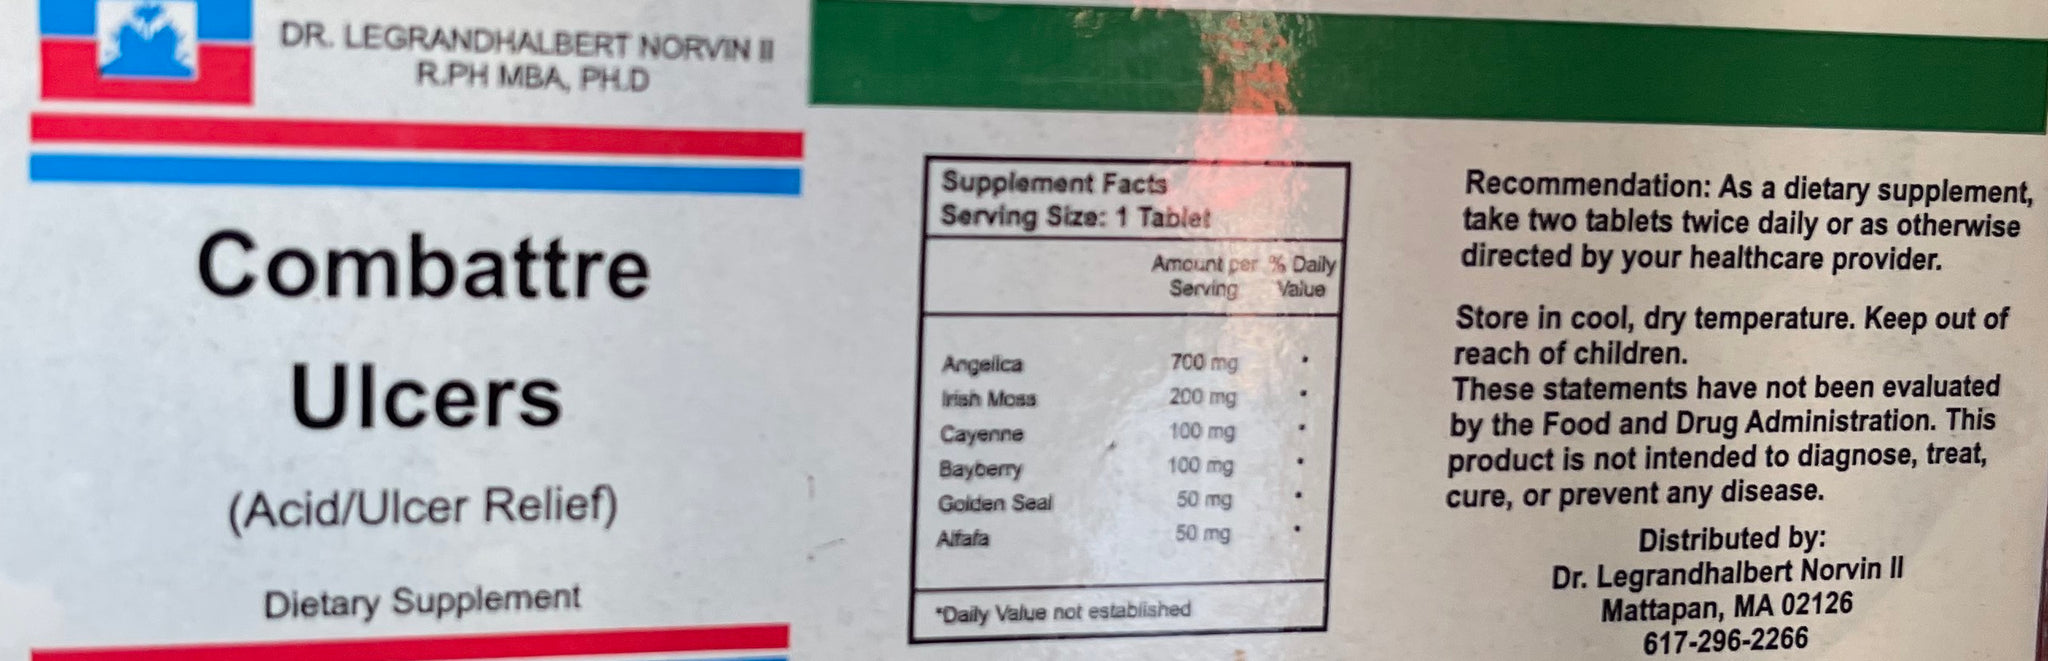 DR. LEGRANDHALBERT NORVIN II
R.PH MBA, PH.D
Combattre
Ulcers
(Acid/Ulcer Relief)
Dietary Supplement
Supplement Facts
Serving Size: 1 Tablet
Amount per % Daily
Serving Value
Angelica 700 mg *
Irish Moss 200 mg *
Cayenne 100 mg *
Bayberry 100 mg *
Golden Seal 50 mg *
Alfafa 50 mg *
*Daily Value not established
Recommendation: As a dietary supplement,
take two tablets twice daily or as otherwise
directed by your healthcare provider.
Store in cool, dry temperature. Keep out of
reach of children.
These statements have not been evaluated
by the Food and Drug Administration. This
product is not intended to diagnose, treat,
cure, or prevent any disease.
Distributed by:
Dr. Legrandhalbert Norvin II
Mattapan, MA 02126
617-296-2266